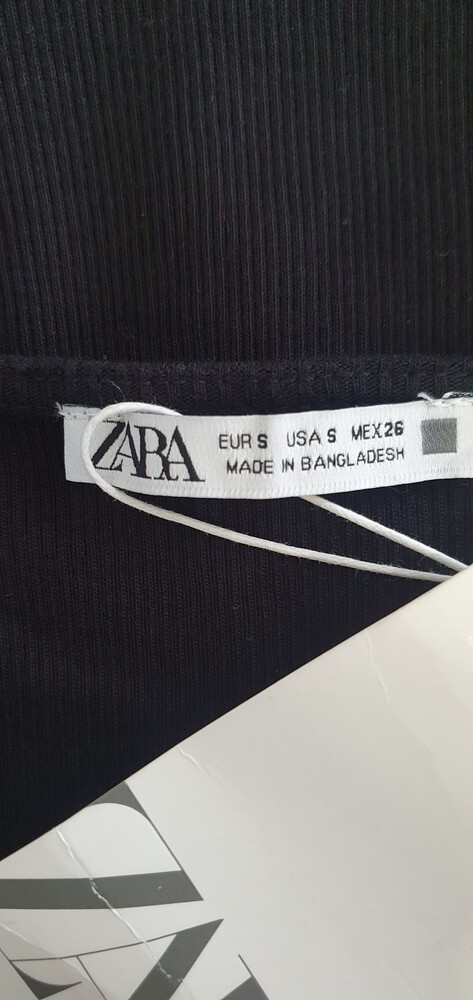 ZARA
EUR S USA S MEX 26
MADE IN BANGLADESH